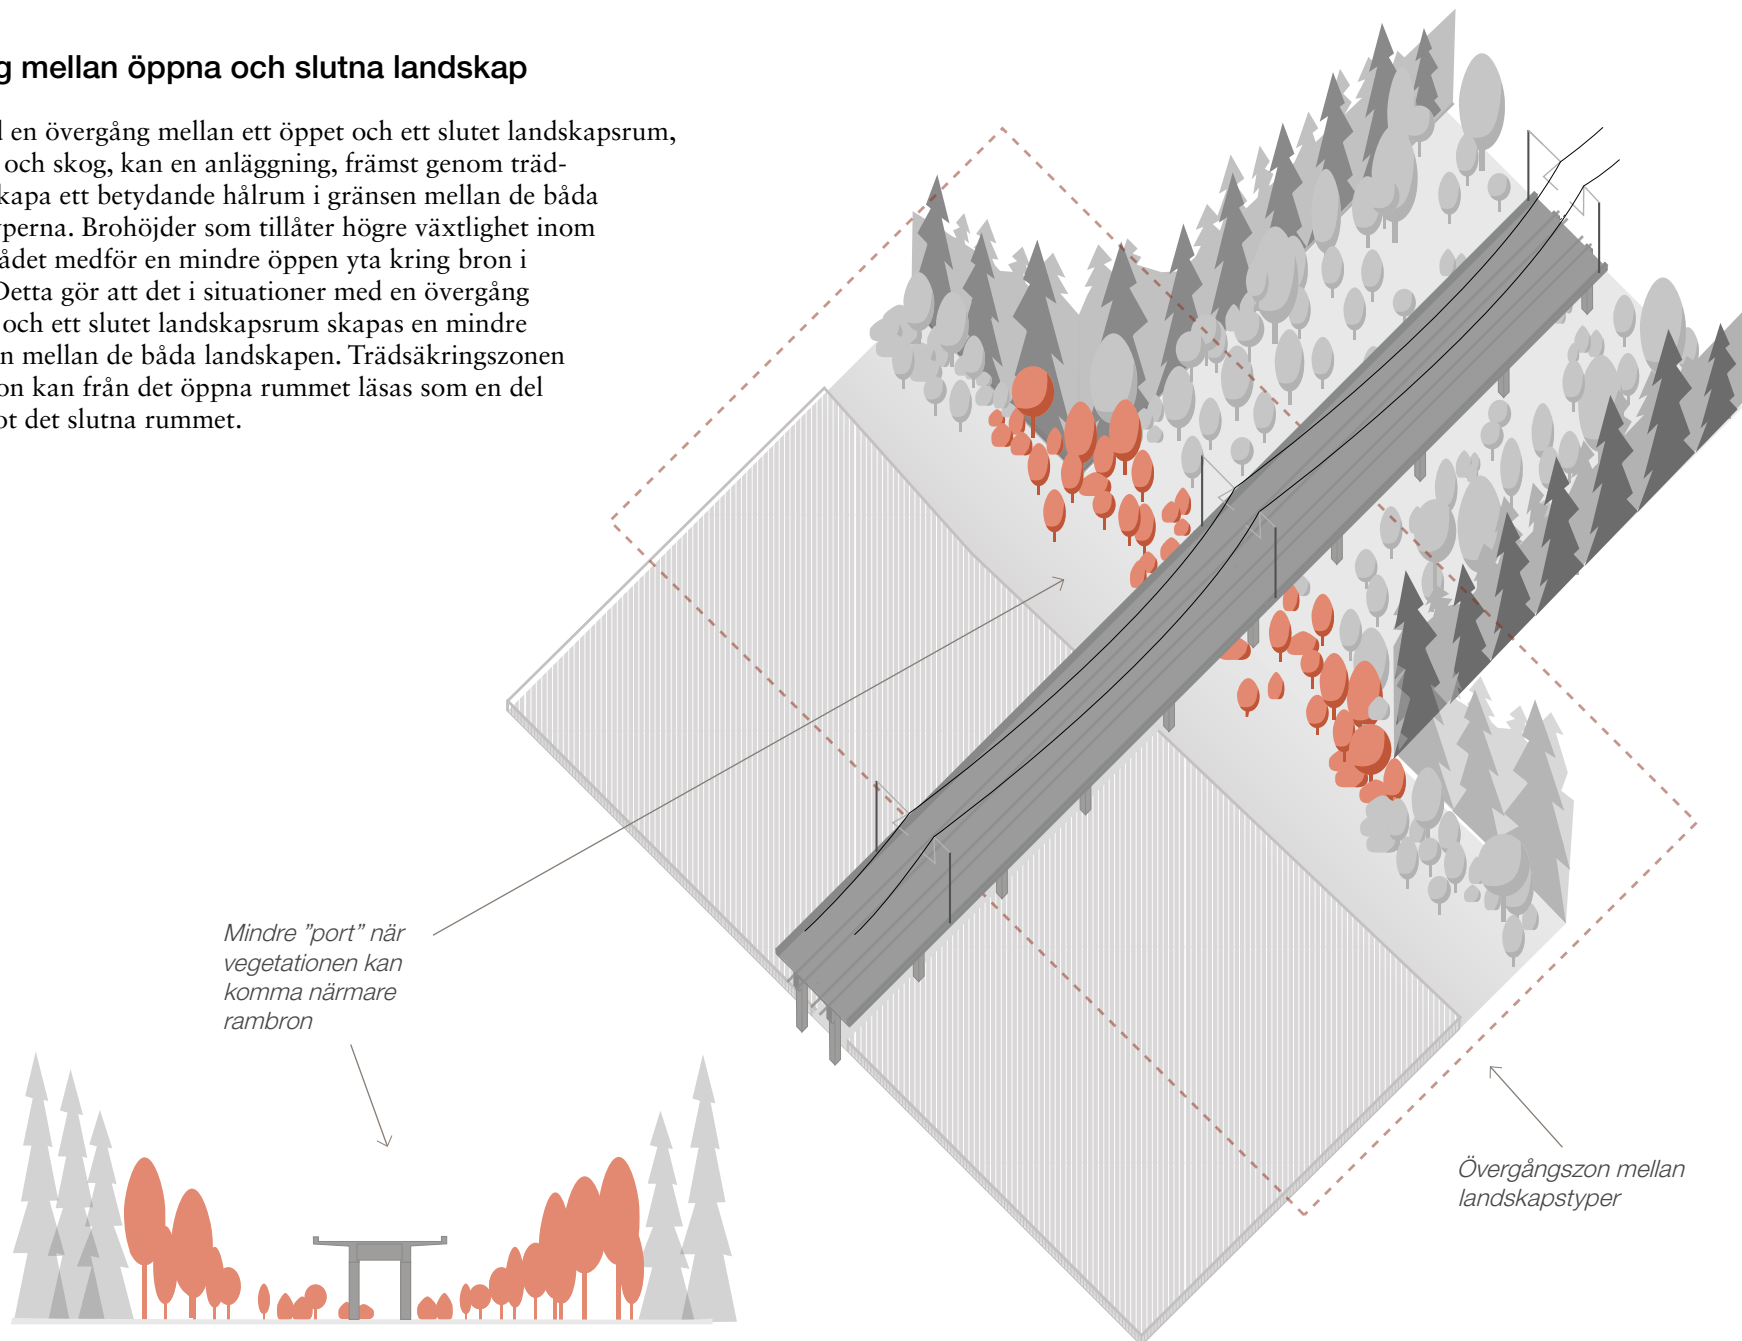 mellan öppna och slutna landskap
en övergång mellan ett öppet och ett slutet landskapsrum,
och skog, kan en anläggning, främst genom träd-
kapa ett betydande hålrum i gränsen mellan de båda
perna. Brohöjder som tillåter högre växtlighet inom
ådet medför en mindre öppen yta kring bron i
Detta gör att det i situationer med en övergång
och ett slutet landskapsrum skapas en mindre
n mellan de båda landskapen. Trädsäkringszonen
on kan från det öppna rummet läsas som en del
ot det slutna rummet.
Mindre ”port” när
vegetationen kan
komma närmare
rambron
Övergångszon mellan
landskapstyper